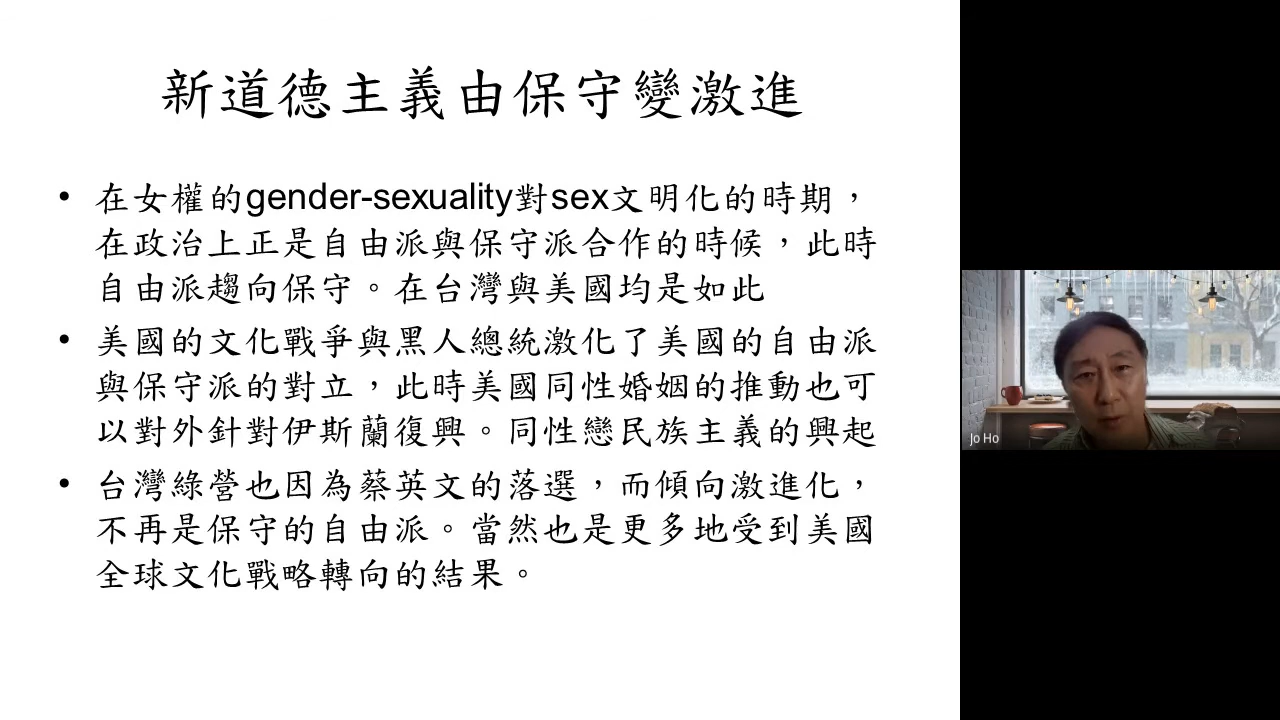 新道德主義由保守變激進
• 在女權的gender-sexuality對sex文明化的時期，
在政治上正是自由派與保守派合作的時候，此時
自由派趨向保守。在台灣與美國均是如此
• 美國的文化戰爭與黑人總統激化了美國的自由派
與保守派的對立，此時美國同性婚姻的推動也可
以對外針對伊斯蘭復興。同性戀民族主義的興起
• 台灣綠營也因為蔡英文的落選，而傾向激進化，
不再是保守的自由派。當然也是更多地受到美國
全球文化戰略轉向的結果。
Jo Ho